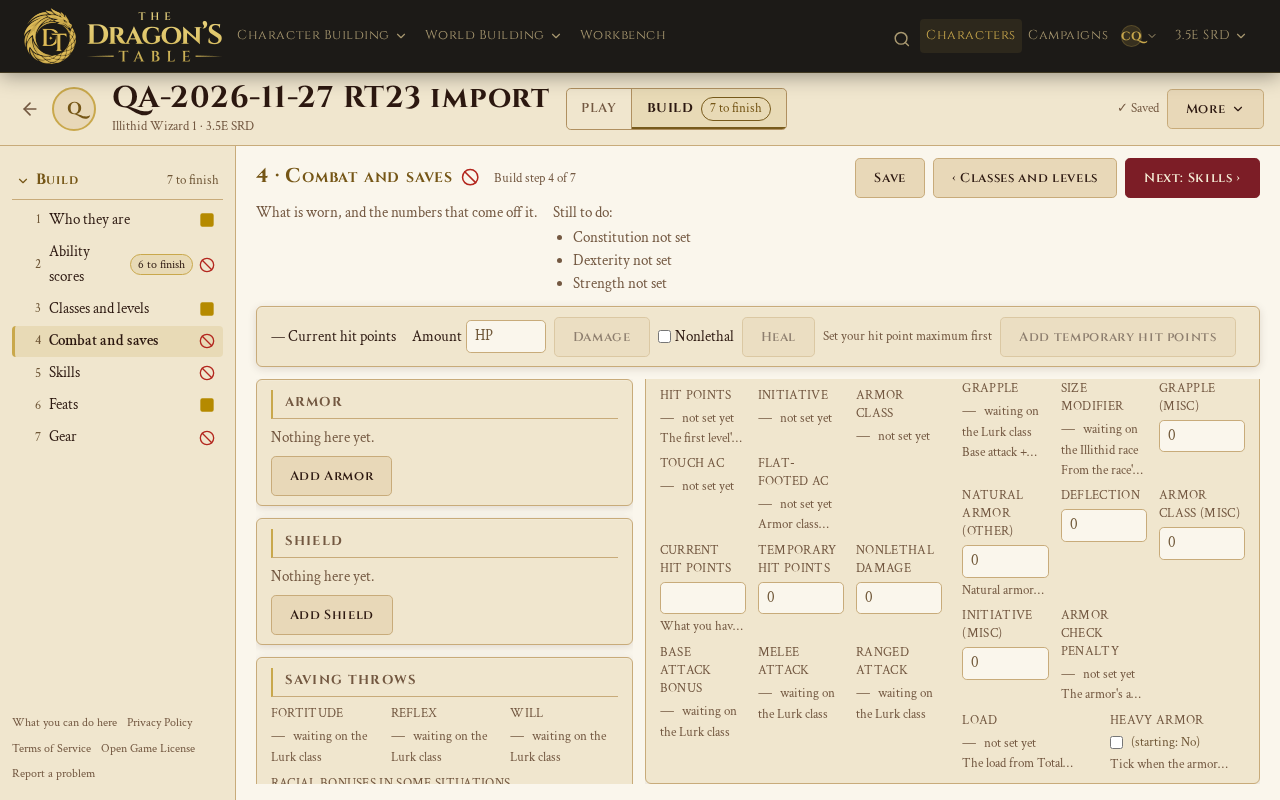 THE
DRAGON'S
TABLE
DT
CHARACTER BUILDING
WORLD BUILDING
WORKBENCH
CHARACTERS
CAMPAIGNS
CQ
3.5E SRD
Q
QA-2026-11-27 RT23 IMPORT
Illithid Wizard 1 · 3.5E SRD
PLAY
BUILD 7 to finish
✓ Saved
MORE
BUILD
7 to finish
1 Who they are
2 Ability scores 6 to finish
3 Classes and levels
4 Combat and saves
5 Skills
6 Feats
7 Gear
What you can do here Privacy Policy
Terms of Service Open Game License
Report a problem
4 · COMBAT AND SAVES
Build step 4 of 7
SAVE
‹ CLASSES AND LEVELS
NEXT: SKILLS ›
What is worn, and the numbers that come off it.
Still to do:
• Constitution not set
• Dexterity not set
• Strength not set
— Current hit points
Amount HP
DAMAGE
Nonlethal
HEAL
Set your hit point maximum first
ADD TEMPORARY HIT POINTS
ARMOR
Nothing here yet.
ADD ARMOR
SHIELD
Nothing here yet.
ADD SHIELD
SAVING THROWS
FORTITUDE
— waiting on the
Lurk class
REFLEX
— waiting on the
Lurk class
WILL
— waiting on the
Lurk class
RACIAL BONUSES IN SOME SITUATIONS
HIT POINTS
— not set yet
The first level'...
INITIATIVE
— not set yet
ARMOR
CLASS
— not set yet
TOUCH AC
— not set yet
FLAT-
FOOTED AC
— not set yet
Armor class...
CURRENT
HIT POINTS
What you hav...
TEMPORARY
HIT POINTS
0
NONLETHAL
DAMAGE
0
BASE
ATTACK
BONUS
— waiting on
the Lurk class
MELEE
ATTACK
— waiting on
the Lurk class
RANGED
ATTACK
— waiting on
the Lurk class
GRAPPLE
— waiting on
the Lurk class
Base attack +...
SIZE
MODIFIER
— waiting on
the Illithid race
From the race'...
GRAPPLE
(MISC)
0
NATURAL
ARMOR
(OTHER)
0
Natural armor...
DEFLECTION
0
ARMOR
CLASS (MISC)
0
INITIATIVE
(MISC)
0
ARMOR
CHECK
PENALTY
— not set yet
The armor's a...
LOAD
— not set yet
The load from Total...
HEAVY ARMOR
(starting: No)
Tick when the armor...